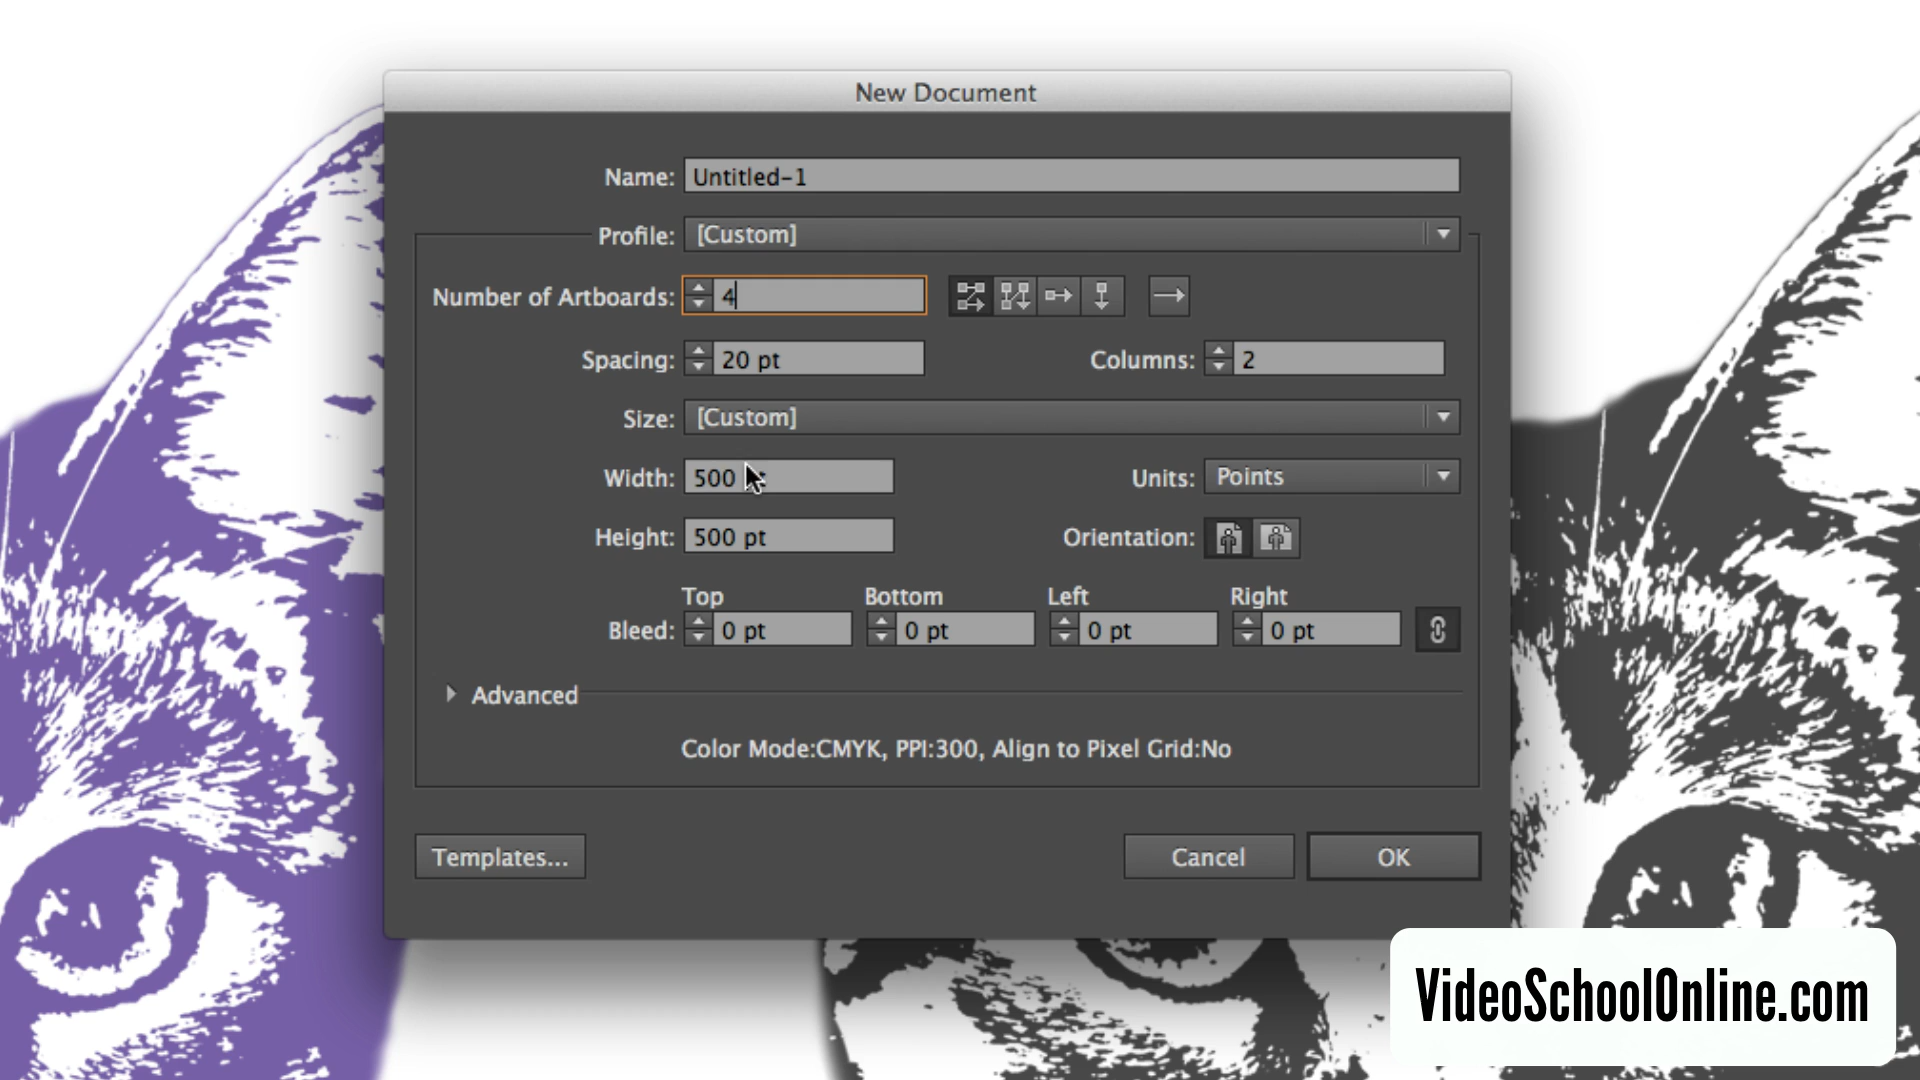 New Document
Name: Untitled-1
Profile: [Custom]
Number of Artboards: 4
Spacing: 20 pt Columns: 2
Size: [Custom]
Width: 500 Units: Points
Height: 500 pt Orientation:
Top Bottom Left Right
Bleed: 0 pt 0 pt 0 pt 0 pt
Advanced
Color Mode:CMYK, PPI:300, Align to Pixel Grid:No
Templates... Cancel OK
VideoSchoolOnline.com